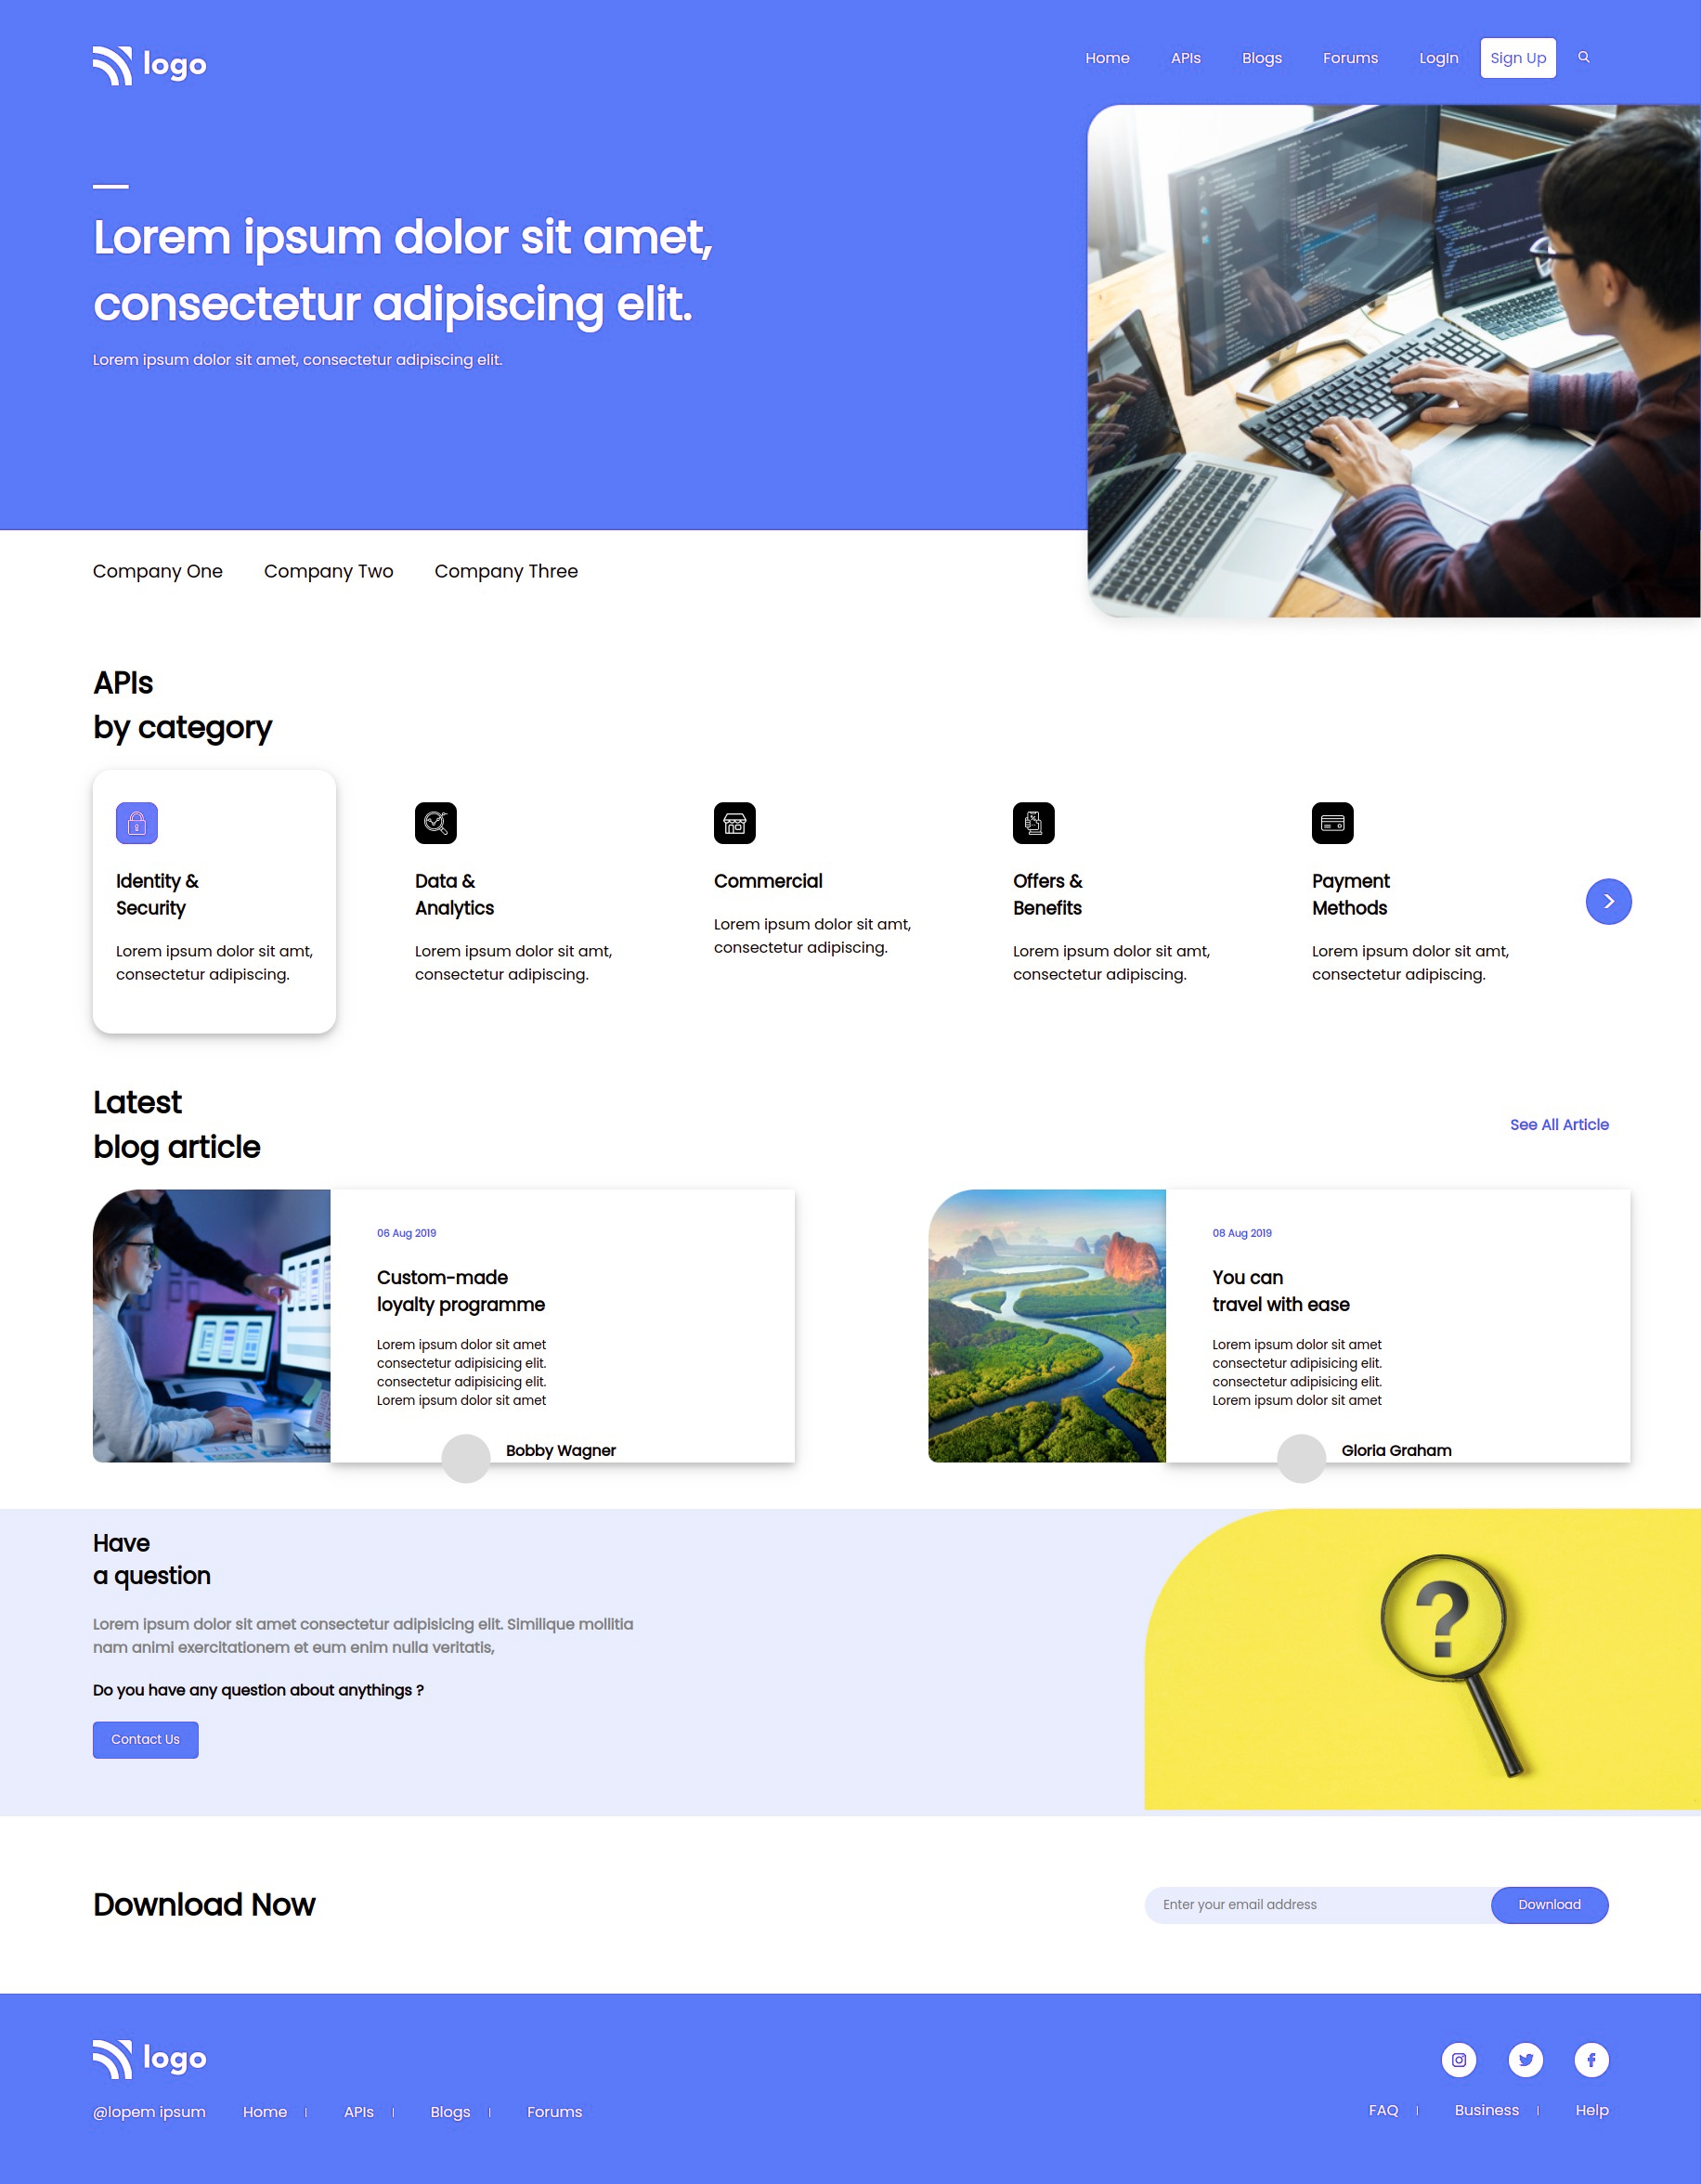 logo
Home APIs Blogs Forums LogIn Sign Up
Lorem ipsum dolor sit amet,
consectetur adipiscing elit.
Lorem ipsum dolor sit amet, consectetur adipiscing elit.
Company One Company Two Company Three
APIs
by category
Identity &
Security
Lorem ipsum dolor sit amt,
consectetur adipiscing.
Data &
Analytics
Lorem ipsum dolor sit amt,
consectetur adipiscing.
Commercial
Lorem ipsum dolor sit amt,
consectetur adipiscing.
Offers &
Benefits
Lorem ipsum dolor sit amt,
consectetur adipiscing.
Payment
Methods
Lorem ipsum dolor sit amt,
consectetur adipiscing.
Latest
blog article
See All Article
06 Aug 2019
Custom-made
loyalty programme
Lorem ipsum dolor sit amet
consectetur adipisicing elit.
consectetur adipisicing elit.
Lorem ipsum dolor sit amet
Bobby Wagner
08 Aug 2019
You can
travel with ease
Lorem ipsum dolor sit amet
consectetur adipisicing elit.
consectetur adipisicing elit.
Lorem ipsum dolor sit amet
Gloria Graham
Have
a question
Lorem ipsum dolor sit amet consectetur adipisicing elit. Similique mollitia
nam animi exercitationem et eum enim nulla veritatis,
Do you have any question about anythings ?
Contact Us
?
Download Now
Enter your email address
Download
logo
@lopem ipsum Home | APIs | Blogs | Forums
FAQ | Business | Help